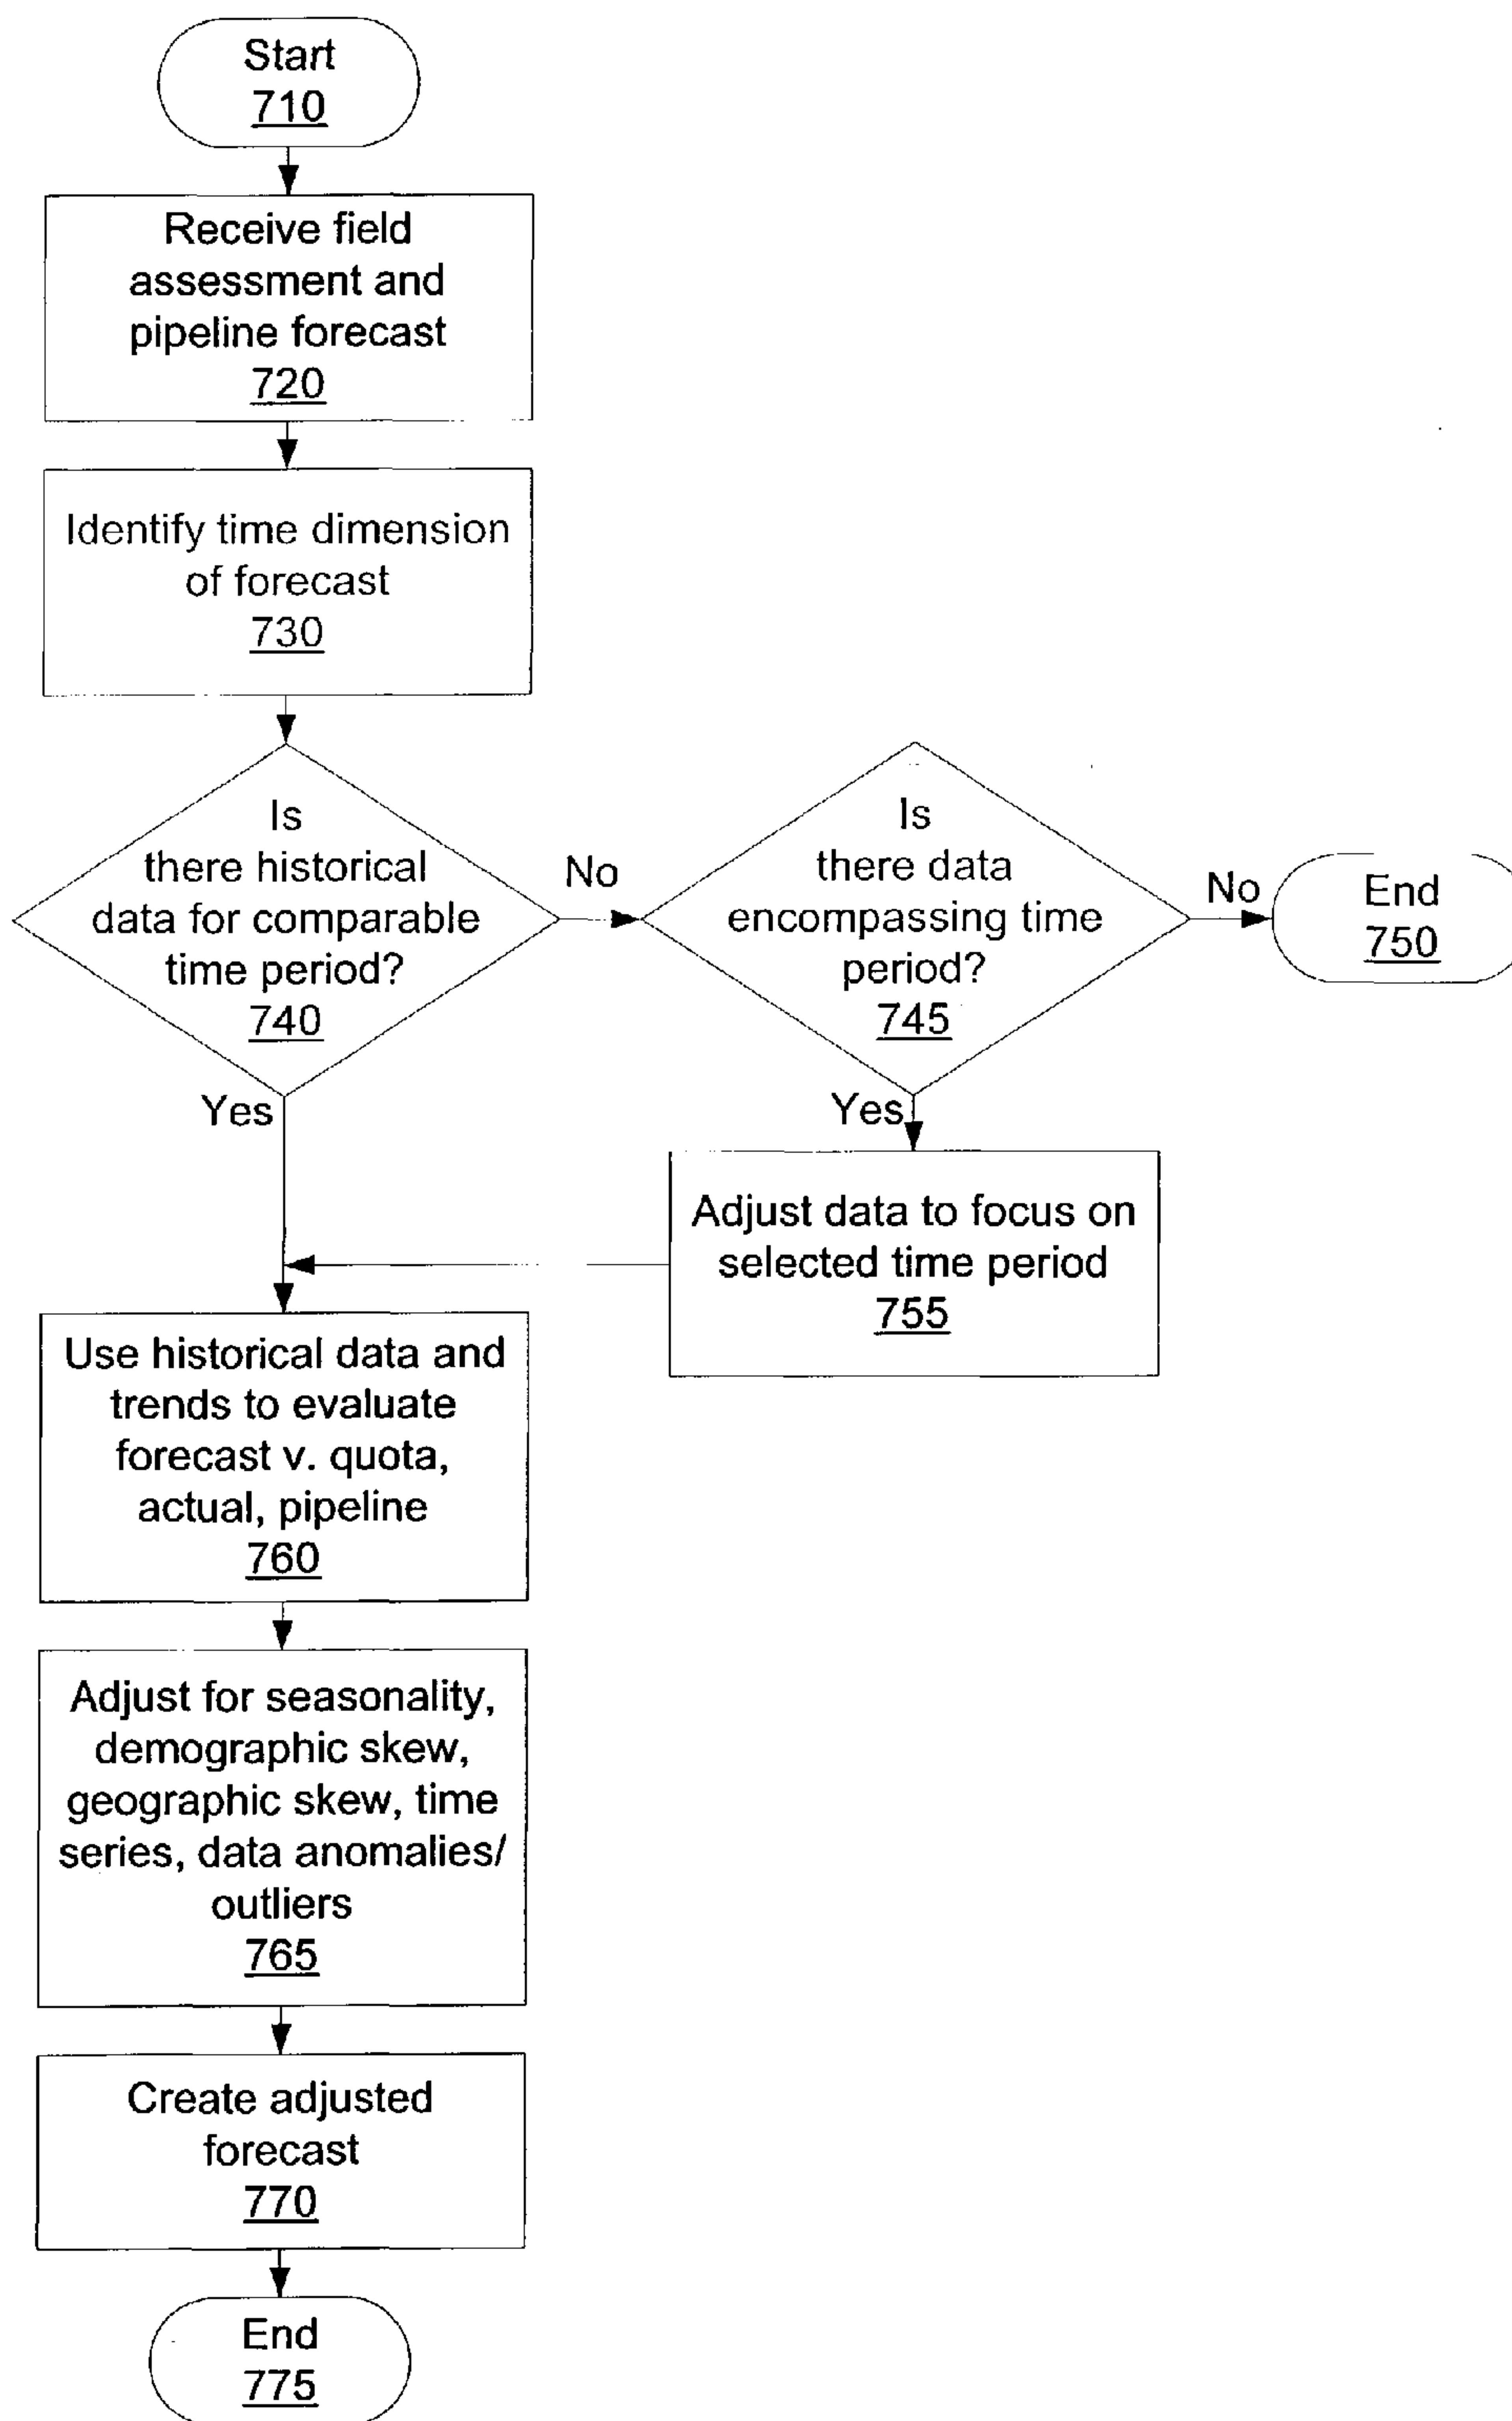 Start
710
Receive field
assessment and
pipeline forecast
720
Identify time dimension
of forecast
730
Is
there historical
data for comparable
time period?
740
No
Is
there data
encompassing time
period?
745
No
End
750
Yes
Yes
Adjust data to focus on
selected time period
755
Use historical data and
trends to evaluate
forecast v. quota,
actual, pipeline
760
Adjust for seasonality,
demographic skew,
geographic skew, time
series, data anomalies/
outliers
765
Create adjusted
forecast
770
End
775